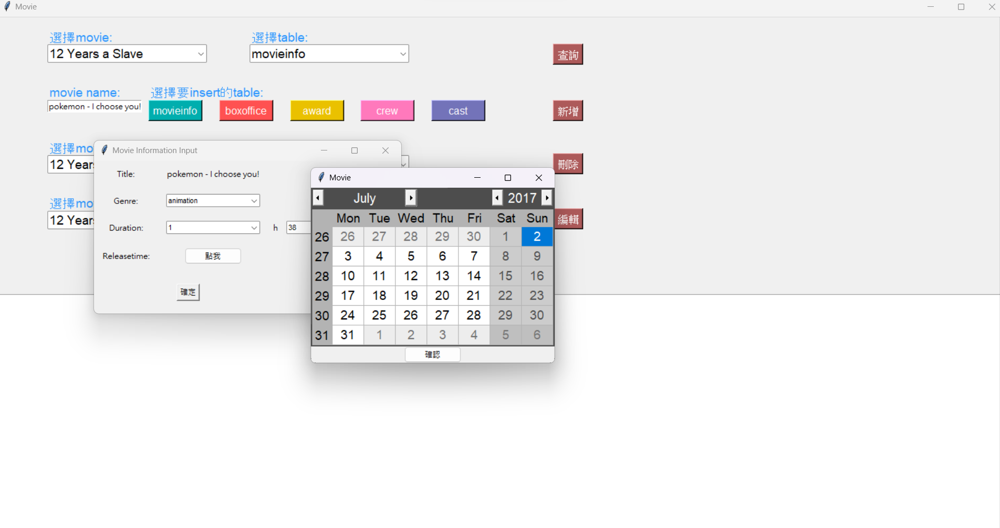 Movie
選擇movie:
選擇table:
12 Years a Slave
movieinfo
查詢
movie name:
選擇要insert的table:
pokemon - I choose you!
movieinfo
boxoffice
award
crew
cast
新增
選擇mo
12 Year
刪除
選擇mo
12 Year
編輯
Movie Information Input
Title:
pokemon - I choose you!
Genre:
animation
Duration:
1
h
38
Releasetime:
點我
確定
Movie
July
2017
Mon Tue Wed Thu Fri Sat Sun
26 26 27 28 29 30 1 2
27 3 4 5 6 7 8 9
28 10 11 12 13 14 15 16
29 17 18 19 20 21 22 23
30 24 25 26 27 28 29 30
31 31 1 2 3 4 5 6
確認